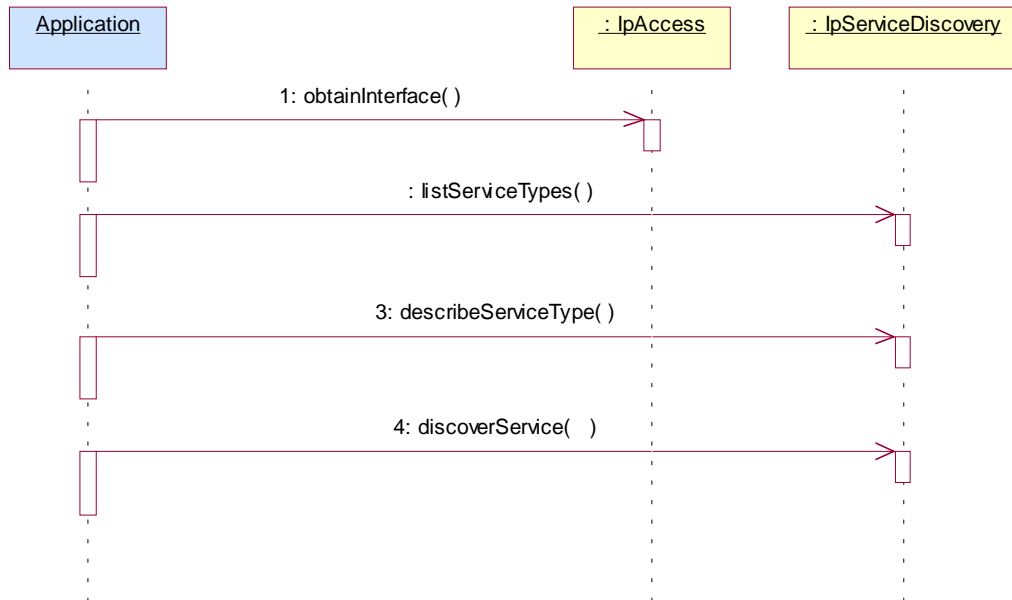 Application
: IpAccess
: IpServiceDiscovery
1: obtainInterface( )
: listServiceTypes( )
3: describeServiceType( )
4: discoverService( )